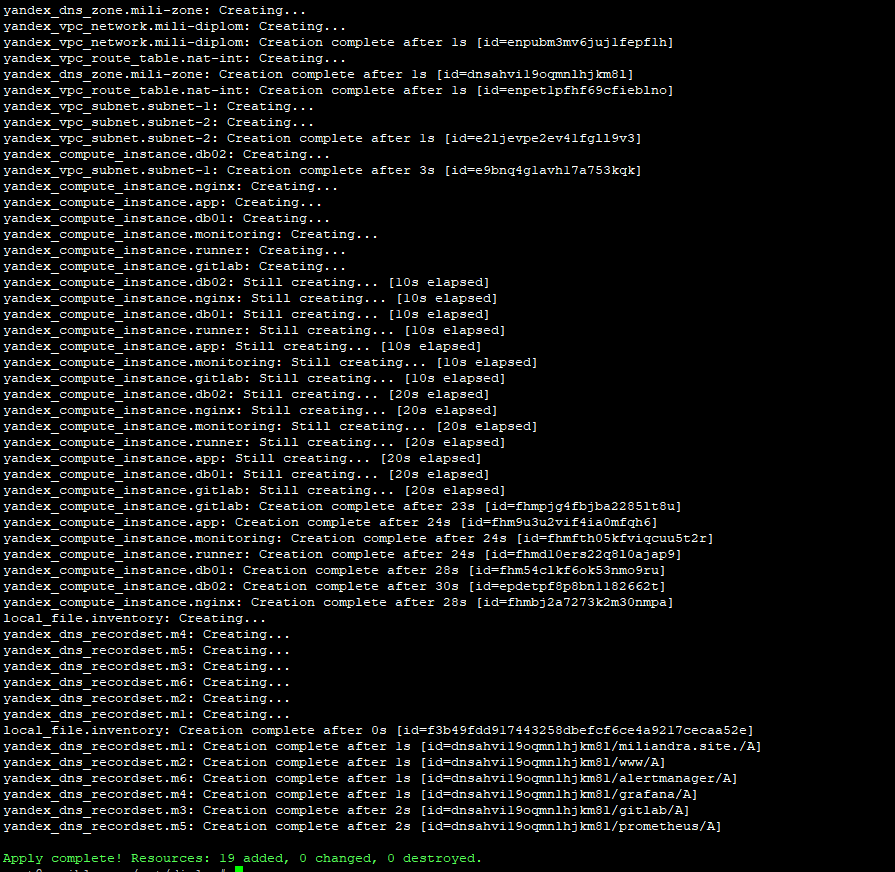 yandex_dns_zone.mili-zone: Creating...
yandex_vpc_network.mili-diplom: Creating...
yandex_vpc_network.mili-diplom: Creation complete after 1s [id=enpubm3mv6juj1fepf1h]
yandex_vpc_route_table.nat-int: Creating...
yandex_dns_zone.mili-zone: Creation complete after 1s [id=dnsahvi19oqmnlhjkm8l]
yandex_vpc_route_table.nat-int: Creation complete after 1s [id=enpet1pfhf69cfieblno]
yandex_vpc_subnet.subnet-1: Creating...
yandex_vpc_subnet.subnet-2: Creating...
yandex_vpc_subnet.subnet-2: Creation complete after 1s [id=e2ljevpe2ev41fgll9v3]
yandex_compute_instance.db02: Creating...
yandex_vpc_subnet.subnet-1: Creation complete after 3s [id=e9bnq4glavh17a753kqk]
yandex_compute_instance.nginx: Creating...
yandex_compute_instance.app: Creating...
yandex_compute_instance.db01: Creating...
yandex_compute_instance.monitoring: Creating...
yandex_compute_instance.runner: Creating...
yandex_compute_instance.gitlab: Creating...
yandex_compute_instance.db02: Still creating... [10s elapsed]
yandex_compute_instance.nginx: Still creating... [10s elapsed]
yandex_compute_instance.db01: Still creating... [10s elapsed]
yandex_compute_instance.runner: Still creating... [10s elapsed]
yandex_compute_instance.app: Still creating... [10s elapsed]
yandex_compute_instance.monitoring: Still creating... [10s elapsed]
yandex_compute_instance.gitlab: Still creating... [10s elapsed]
yandex_compute_instance.db02: Still creating... [20s elapsed]
yandex_compute_instance.nginx: Still creating... [20s elapsed]
yandex_compute_instance.monitoring: Still creating... [20s elapsed]
yandex_compute_instance.runner: Still creating... [20s elapsed]
yandex_compute_instance.app: Still creating... [20s elapsed]
yandex_compute_instance.db01: Still creating... [20s elapsed]
yandex_compute_instance.gitlab: Still creating... [20s elapsed]
yandex_compute_instance.gitlab: Creation complete after 23s [id=fhmpjg4fbjba2285lt8u]
yandex_compute_instance.app: Creation complete after 24s [id=fhm9u3u2vif4ia0mfqh6]
yandex_compute_instance.monitoring: Creation complete after 24s [id=fhmfth05kfviqcuu5t2r]
yandex_compute_instance.runner: Creation complete after 24s [id=fhmdl0ers22q8l0ajap9]
yandex_compute_instance.db01: Creation complete after 28s [id=fhm54clkf6ok53nmo9ru]
yandex_compute_instance.db02: Creation complete after 30s [id=epdetpf8p8bn1182662t]
yandex_compute_instance.nginx: Creation complete after 28s [id=fhmbj2a7273k2m30nmpa]
local_file.inventory: Creating...
yandex_dns_recordset.m4: Creating...
yandex_dns_recordset.m5: Creating...
yandex_dns_recordset.m3: Creating...
yandex_dns_recordset.m6: Creating...
yandex_dns_recordset.m2: Creating...
yandex_dns_recordset.m1: Creating...
local_file.inventory: Creation complete after 0s [id=f3b49fdd917443258dbefcf6ce4a9217cecaa52e]
yandex_dns_recordset.m1: Creation complete after 1s [id=dnsahvi19oqmnlhjkm8l/miliandra.site./A]
yandex_dns_recordset.m2: Creation complete after 1s [id=dnsahvi19oqmnlhjkm8l/www/A]
yandex_dns_recordset.m6: Creation complete after 1s [id=dnsahvi19oqmnlhjkm8l/alertmanager/A]
yandex_dns_recordset.m4: Creation complete after 1s [id=dnsahvi19oqmnlhjkm8l/grafana/A]
yandex_dns_recordset.m3: Creation complete after 2s [id=dnsahvi19oqmnlhjkm8l/gitlab/A]
yandex_dns_recordset.m5: Creation complete after 2s [id=dnsahvi19oqmnlhjkm8l/prometheus/A]
Apply complete! Resources: 19 added, 0 changed, 0 destroyed.